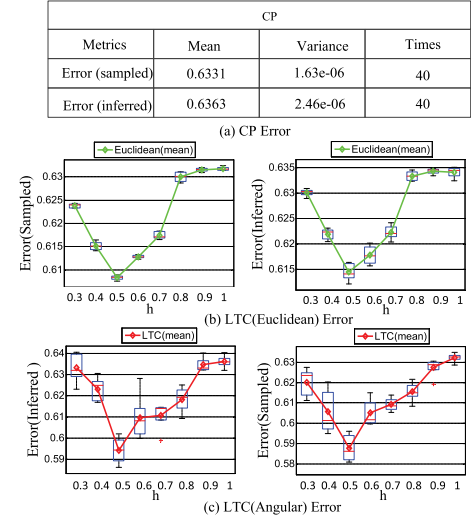 CP
Metrics Mean Variance Times
Error (sampled) 0.6331 1.63e-06 40
Error (inferred) 0.6363 2.46e-06 40
(a) CP Error
Euclidean(mean)
Error(Sampled)
0.63
0.625
0.62
0.615
0.61
0.3 0.4 0.5 0.6 0.7 0.8 0.9 1
Euclidean(mean)
Error(Inferred)
0.635
0.63
0.625
0.62
0.615
0.3 0.4 0.5 0.6 0.7 0.8 0.9 1
h
h
(b) LTC(Euclidean) Error
LTC(mean)
Error(Inferred )
0.64
0.63
0.62
0.61
0.6
0.59
0.3 0.4 0.5 0.6 0.7 0.8 0.9 1
h
LTC(mean)
Error(Sampled)
0.63
0.62
0.61
0.60
0.59
0.58
0.3 0.4 0.5 0.6 0.7 0.8 0.9 1
h
(c) LTC(Angular) Error